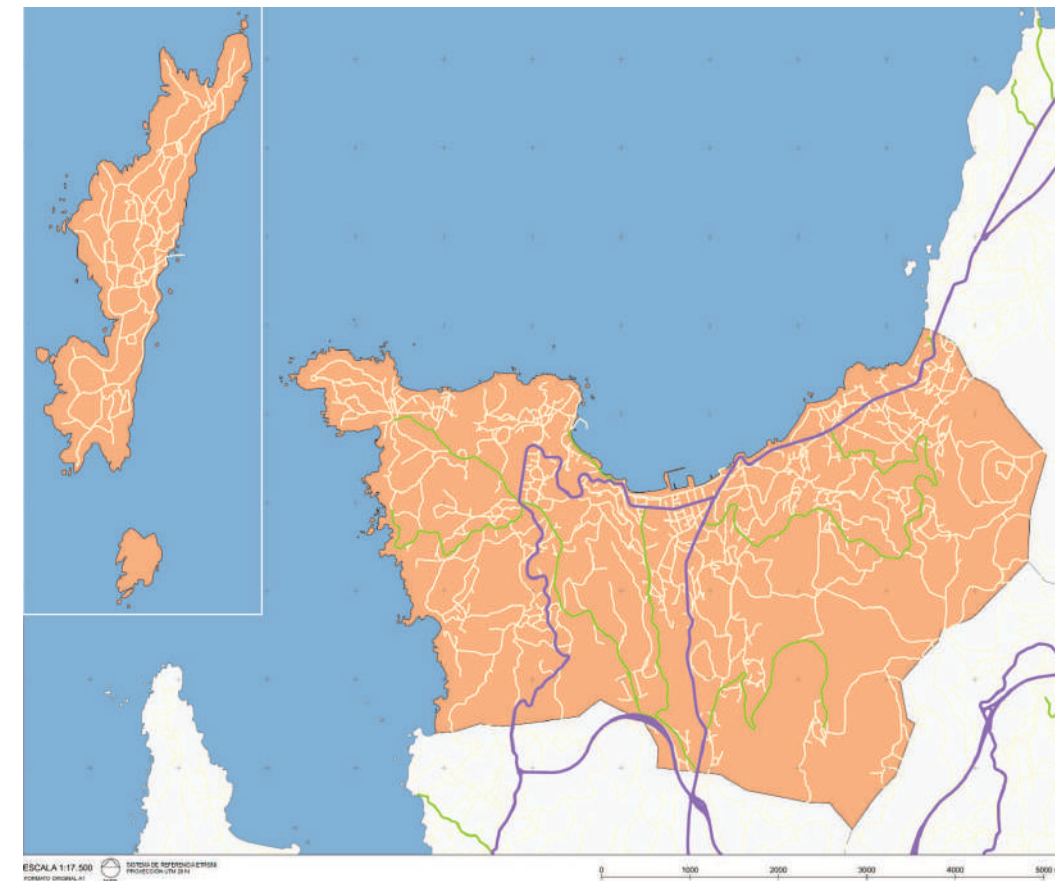 ESCALA 1:17.500
FORMATO ORIGINAL A1
SISTEMA DE REFERENCIA ETRS89
PROYECCIÓN UTM 29 N
0 1000 2000 3000 4000 5000